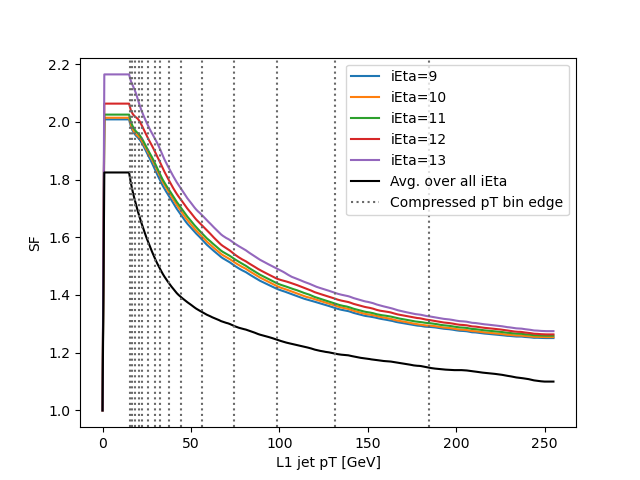 2.2
2.0
1.8
1.6
1.4
1.2
1.0
SF
iEta=9
iEta=10
iEta=11
iEta=12
iEta=13
Avg. over all iEta
Compressed pT bin edge
0 50 100 150 200 250
L1 jet pT [GeV]